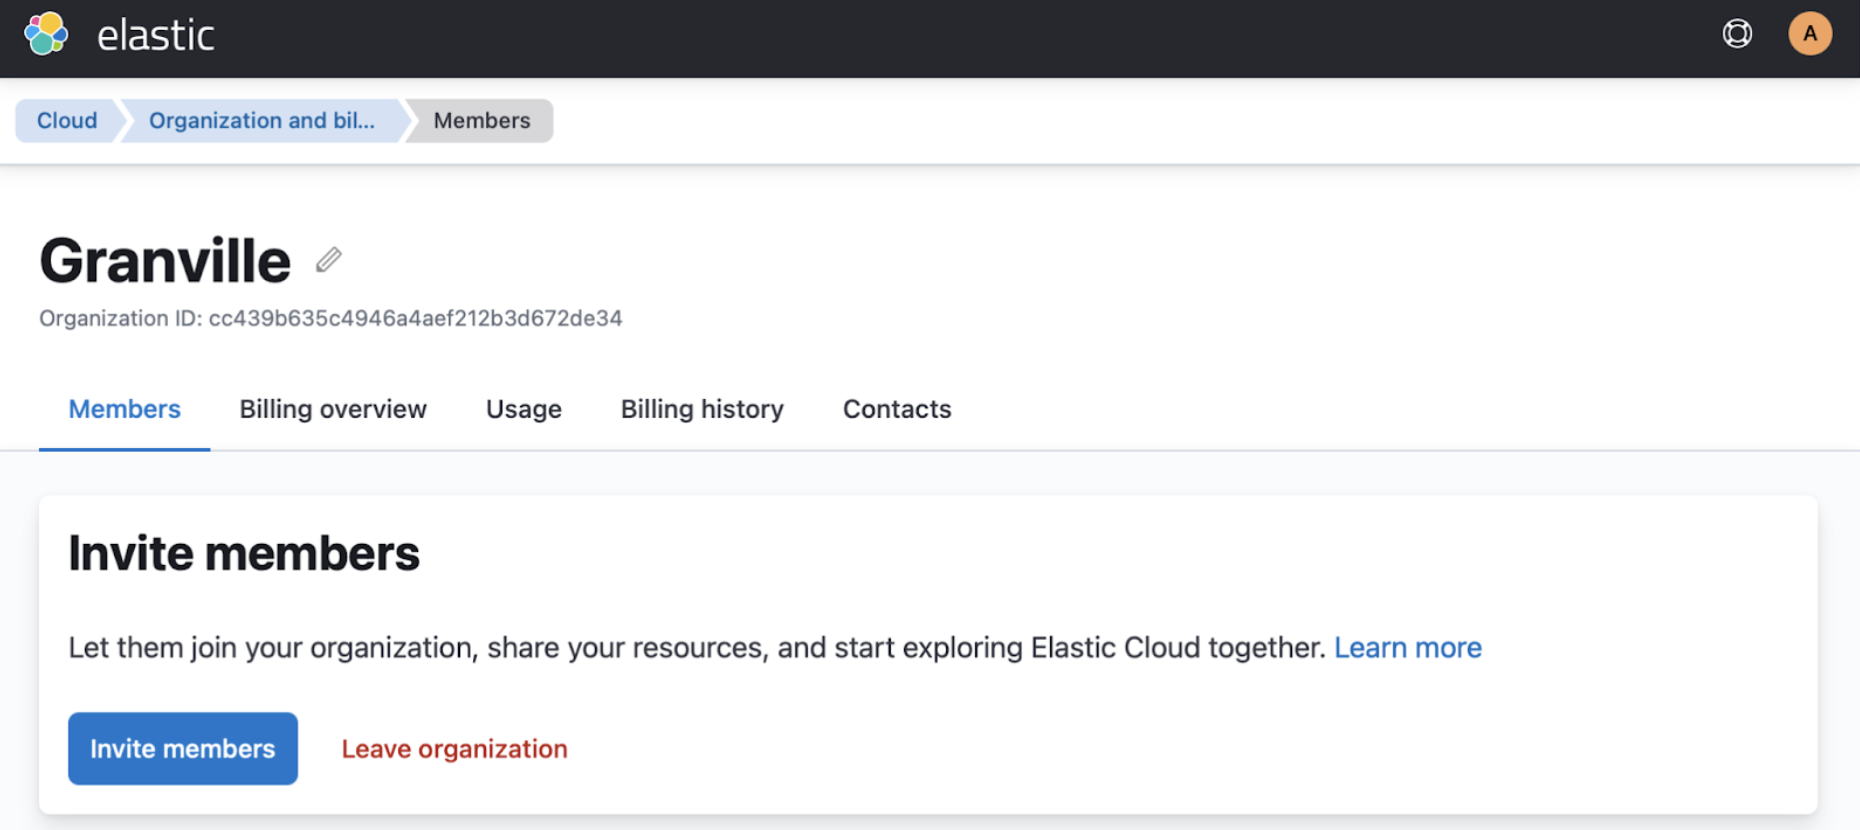 elastic
A
Cloud Organization and bil... Members
Granville
Organization ID: cc439b635c4946a4aef212b3d672de34
Members Billing overview Usage Billing history Contacts
Invite members
Let them join your organization, share your resources, and start exploring Elastic Cloud together. Learn more
Invite members Leave organization